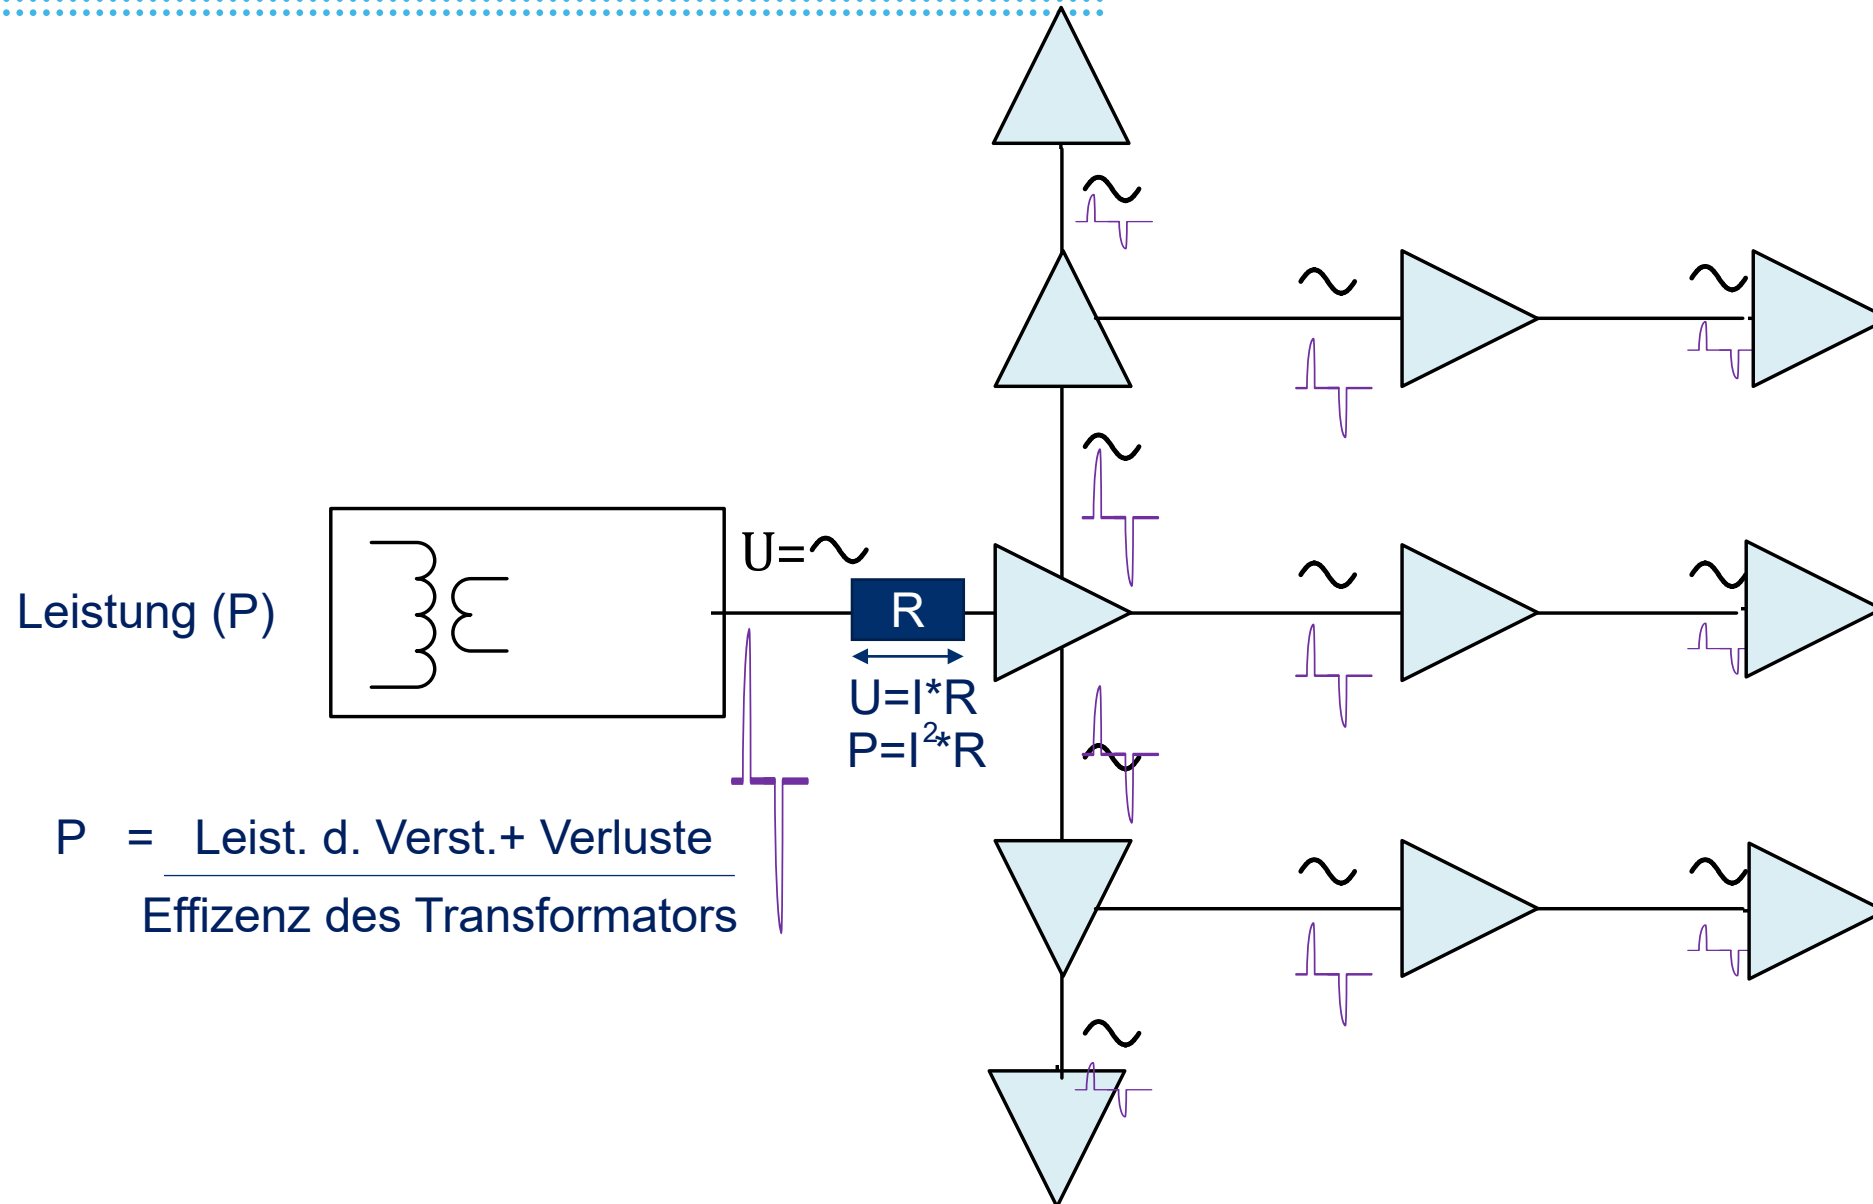 U=
Leistung (P)
R
U=I*R
P=I²*R
P = Leist. d. Verst.+ Verluste
Effizenz des Transformators